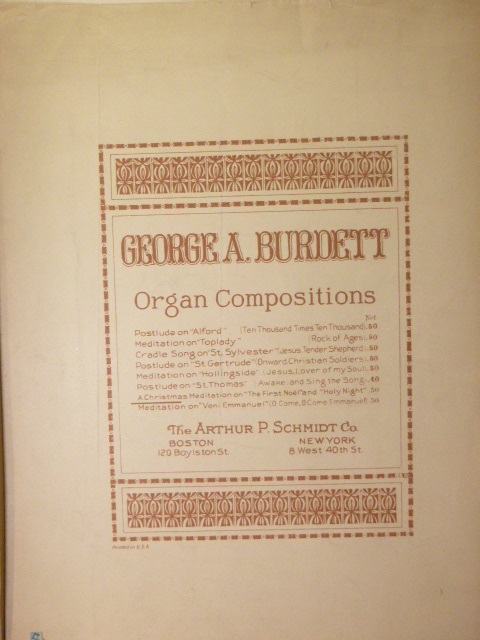 GEORGE A. BURDETT
Organ Compositions
Net
Postlude on "Alford" (Ten Thousand Times Ten Thousand) .50
Meditation on "Toplady" (Rock of Ages) .50
Cradle Song on "St. Sylvester" (Jesus, Tender Shepherd) .50
Postlude on "St. Gertrude" (Onward Christian Soldiers) .50
Meditation on "Hollingside" (Jesus, Lover of my Soul) .50
Postlude on "St. Thomas" (Awake and Sing the Song)
A Christmas Meditation on "The First Noël" and "Holy Night" .50
Meditation on "Veni Emmanuel" (O Come, O Come Emmanuel) .50
The ARTHUR P. SCHMIDT Co.
BOSTON NEW YORK
120 Boylston St. 8 West 40th St.
Printed in U.S.A.